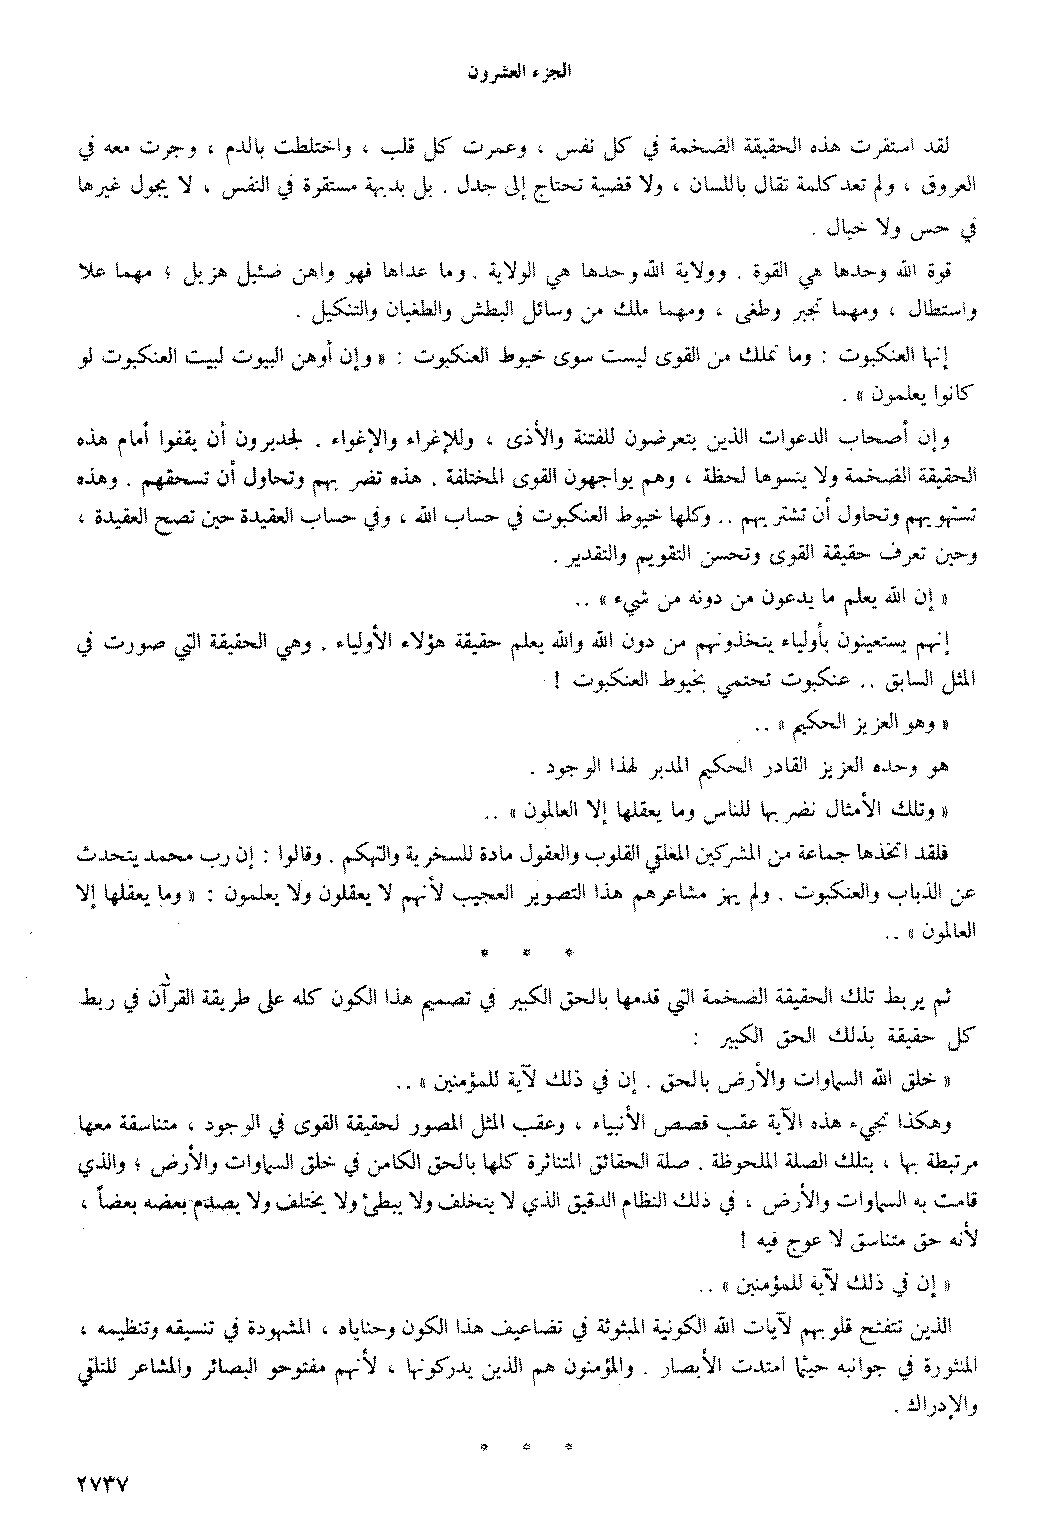 الجزء العشرون
لقد استقرت هذه الحقيقة الضخمة في كل نفس ، وعمرت كل قلب ، واختلطت بالدم ، وجرت معه في
العروق ، ولم تعد كلمة تقال باللسان ، ولا قضية تحتاج إلى جدل . بل بديهة مستقرة في النفس ، لا يجول غيرها
في حس ولا خيال .
قوة الله وحدها هي القوة . وولاية الله وحدها هي الولاية . وما عداها فهو واهن ضئيل هزيل ؛ مهما علا
واستطال ، ومهما تجبر وطغى ، ومهما ملك من وسائل البطش والطغيان والتنكيل .
إنها العنكبوت : وما تملك من القوى ليست سوى خيوط العنكبوت : « وإن أوهن البيوت لبيت العنكبوت لو
كانوا يعلمون » .
وإن أصحاب الدعوات الذين يتعرضون للفتنة والأذى ، وللإغراء والإغواء . لجديرون أن يقفوا أمام هذه
الحقيقة الضخمة ولا ينسوها لحظة ، وهم يواجهون القوى المختلفة . هذه تضر بهم وتحاول أن تسحقهم . وهذه
تستهويهم وتحاول أن تشتريهم .. وكلها خيوط العنكبوت في حساب الله ، وفي حساب العقيدة حين تصح العقيدة ،
وحين تعرف حقيقة القوى وتحسن التقويم والتقدير .
« إن الله يعلم ما يدعون من دونه من شيء » ..
إنهم يستعينون بأولياء يتخذونهم من دون الله والله يعلم حقيقة هؤلاء الأولياء . وهي الحقيقة التي صورت في
المثل السابق .. عنكبوت تحتمي بخيوط العنكبوت !
« وهو العزيز الحكيم » ..
هو وحده العزيز القادر الحكيم المدبر لهذا الوجود .
« وتلك الأمثال نضربها للناس وما يعقلها إلا العالمون » ..
فلقد اتخذها جماعة من المشركين المغلقي القلوب والعقول مادة للسخرية والتهكم . وقالوا : إن رب محمد يتحدث
عن الذباب والعنكبوت . ولم يهز مشاعرهم هذا التصوير العجيب لأنهم لا يعقلون ولا يعلمون : « وما يعقلها إلا
العالمون » ..
* * *
ثم يربط تلك الحقيقة الضخمة التي قدمها بالحق الكبير في تصميم هذا الكون كله على طريقة القرآن في ربط
كل حقيقة بذلك الحق الكبير :
« خلق الله السماوات والأرض بالحق . إن في ذلك لآية للمؤمنين » ..
وهكذا تجيء هذه الآية عقب قصص الأنبياء ، وعقب المثل المصور لحقيقة القوى في الوجود ، متناسقة معها
مرتبطة بها ، بتلك الصلة الملحوظة . صلة الحقائق المتناثرة كلها بالحق الكامن في خلق السماوات والأرض ؛ والذي
قامت به السماوات والأرض ، في ذلك النظام الدقيق الذي لا يتخلف ولا يبطئ ولا يختلف ولا يصدم بعضه بعضاً ،
لأنه حق متناسق لا عوج فيه !
« إن في ذلك لآية للمؤمنين » ..
الذين تتفتح قلوبهم لآيات الله الكونية المبثوثة في تضاعيف هذا الكون وحناياه ، المشهودة في تنسيقه وتنظيمه ،
المنثورة في جوانبه حيثما امتدت الأبصار . والمؤمنون هم الذين يدركونها ، لأنهم مفتوحو البصائر والمشاعر للتلقي
والإدراك .
* * *
٢٧٣٧